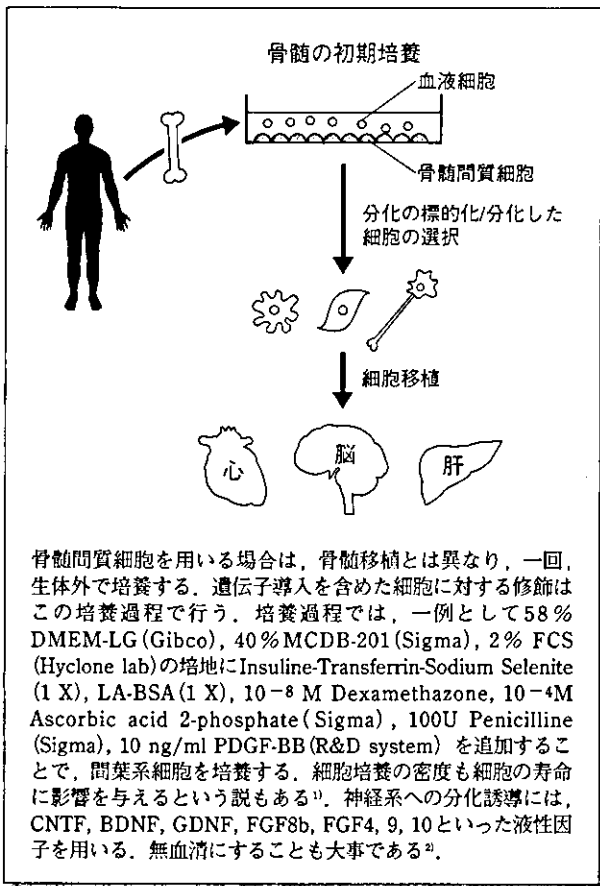 骨髄の初期培養
血液細胞
骨髄間質細胞
分化の標的化/分化した
細胞の選択
細胞移植
心
脳
肝
骨髄間質細胞を用いる場合は，骨髄移植とは異なり，一回，
生体外で培養する．遺伝子導入を含めた細胞に対する修飾は
この培養過程で行う．培養過程では，一例として58％
DMEM-LG(Gibco), 40％MCDB-201(Sigma), 2％ FCS
(Hyclone lab)の培地にInsuline-Transferrin-Sodium Selenite
(1 X), LA-BSA(1 X), 10⁻⁸ M Dexamethazone, 10⁻⁴M
Ascorbic acid 2-phosphate(Sigma), 100U Penicilline
(Sigma), 10 ng/ml PDGF-BB(R&D system) を追加するこ
とで，間葉系細胞を培養する．細胞培養の密度も細胞の寿命
に影響を与えるという説もある¹⁾．神経系への分化誘導には，
CNTF, BDNF, GDNF, FGF8b, FGF4, 9, 10といった液性因
子を用いる．無血清にすることも大事である²⁾．